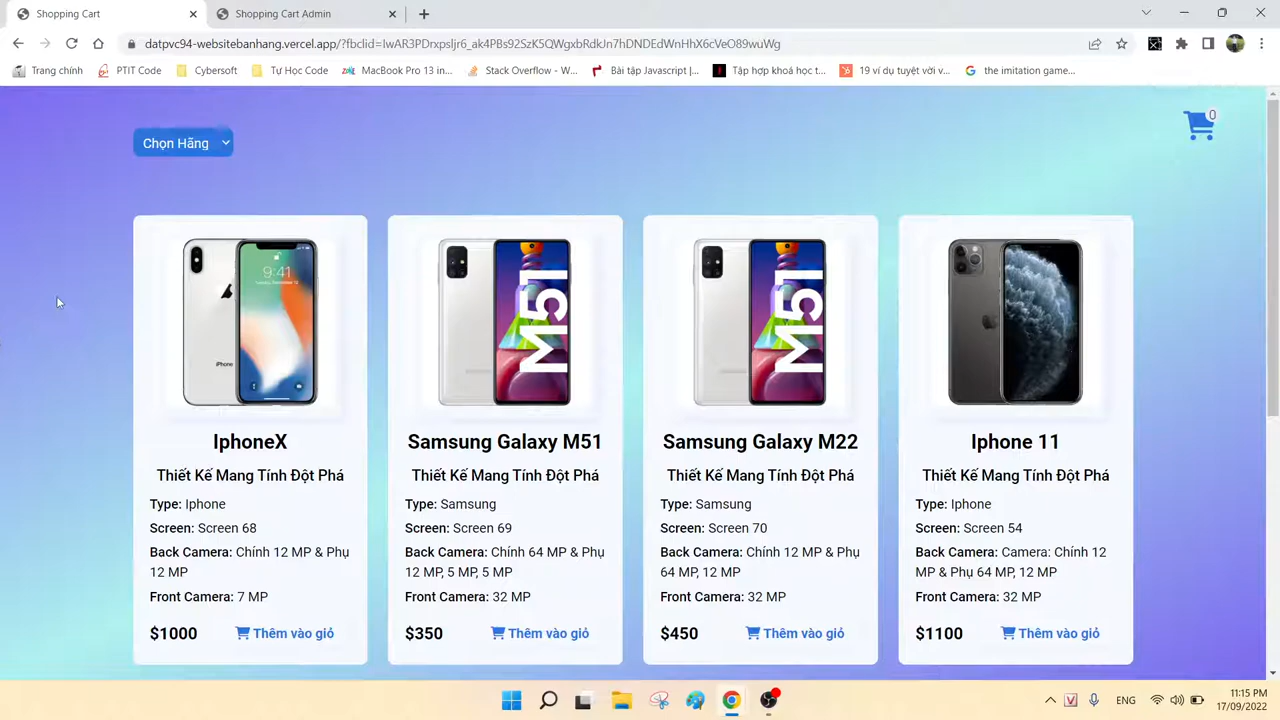 Shopping Cart
Shopping Cart Admin
datpvc94-websitebanhang.vercel.app/
Trang chính
PTIT Code
Cybersoft
Tự Học Code
MacBook Pro 13 in...
Stack Overflow - W...
Bài tập Javascript |...
Tập hợp khoá học t...
19 ví dụ tuyệt vời v...
the imitation game...
Chọn Hãng
0
9:41
iPhone
M51
M51
IphoneX
Samsung Galaxy M51
Samsung Galaxy M22
Iphone 11
Thiết Kế Mang Tính Đột Phá
Thiết Kế Mang Tính Đột Phá
Thiết Kế Mang Tính Đột Phá
Thiết Kế Mang Tính Đột Phá
Type: Iphone
Type: Samsung
Type: Samsung
Type: Iphone
Screen: Screen 68
Screen: Screen 69
Screen: Screen 70
Screen: Screen 54
Back Camera: Chính 12 MP & Phụ
12 MP
Back Camera: Chính 64 MP & Phụ
12 MP, 5 MP, 5 MP
Back Camera: Chính 12 MP & Phụ
64 MP, 12 MP
Back Camera: Camera: Chính 12
MP & Phụ 64 MP, 12 MP
Front Camera: 7 MP
Front Camera: 32 MP
Front Camera: 32 MP
Front Camera: 32 MP
$1000
Thêm vào giỏ
$350
Thêm vào giỏ
$450
Thêm vào giỏ
$1100
Thêm vào giỏ
ENG
11:15 PM
17/09/2022